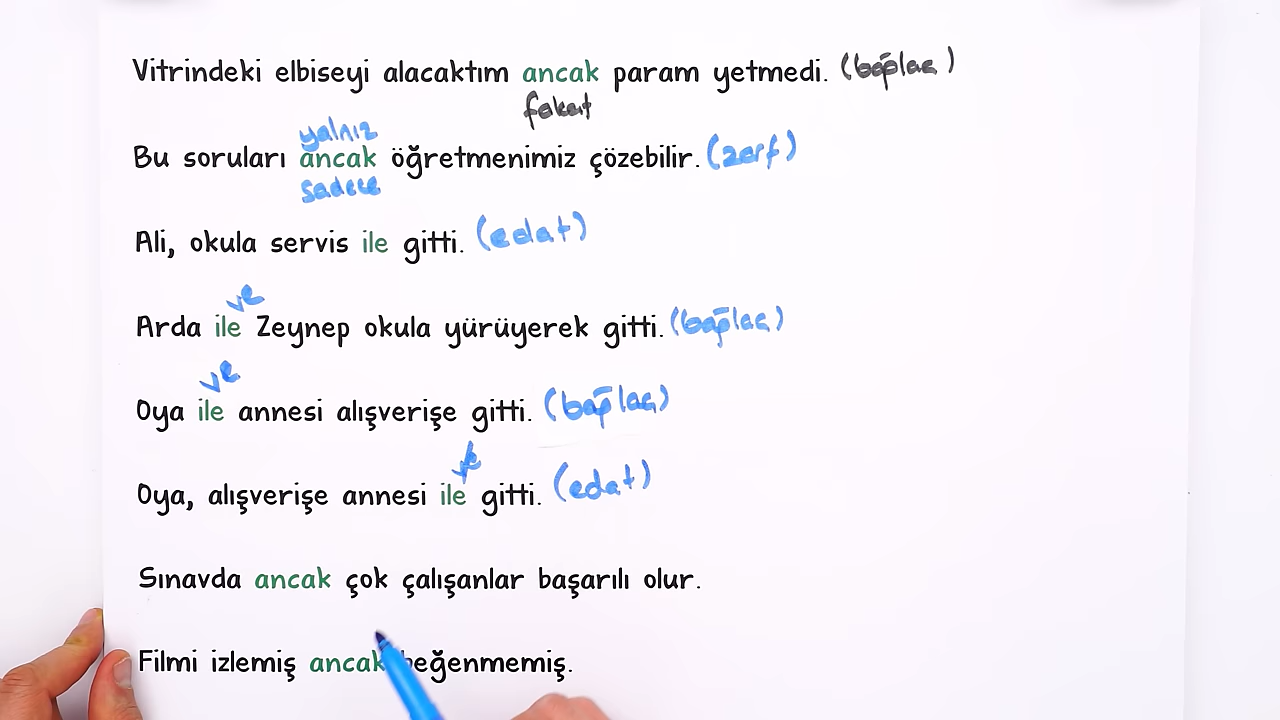 Vitrindeki elbiseyi alacaktım ancak param yetmedi. (bağlaç)
fakat
yalnız
Bu soruları ancak öğretmenimiz çözebilir. (zarf)
sadece
Ali, okula servis ile gitti. (edat)
ve
Arda ile Zeynep okula yürüyerek gitti. (bağlaç)
ve
Oya ile annesi alışverişe gitti. (bağlaç)
ve
Oya, alışverişe annesi ile gitti. (edat)
Sınavda ancak çok çalışanlar başarılı olur.
Filmi izlemiş ancak beğenmemiş.